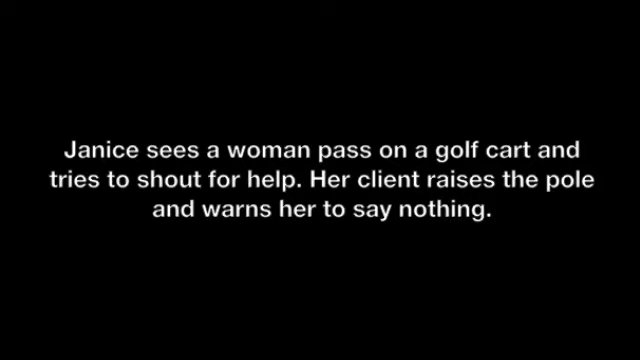 Janice sees a woman pass on a golf cart and
tries to shout for help. Her client raises the pole
and warns her to say nothing.